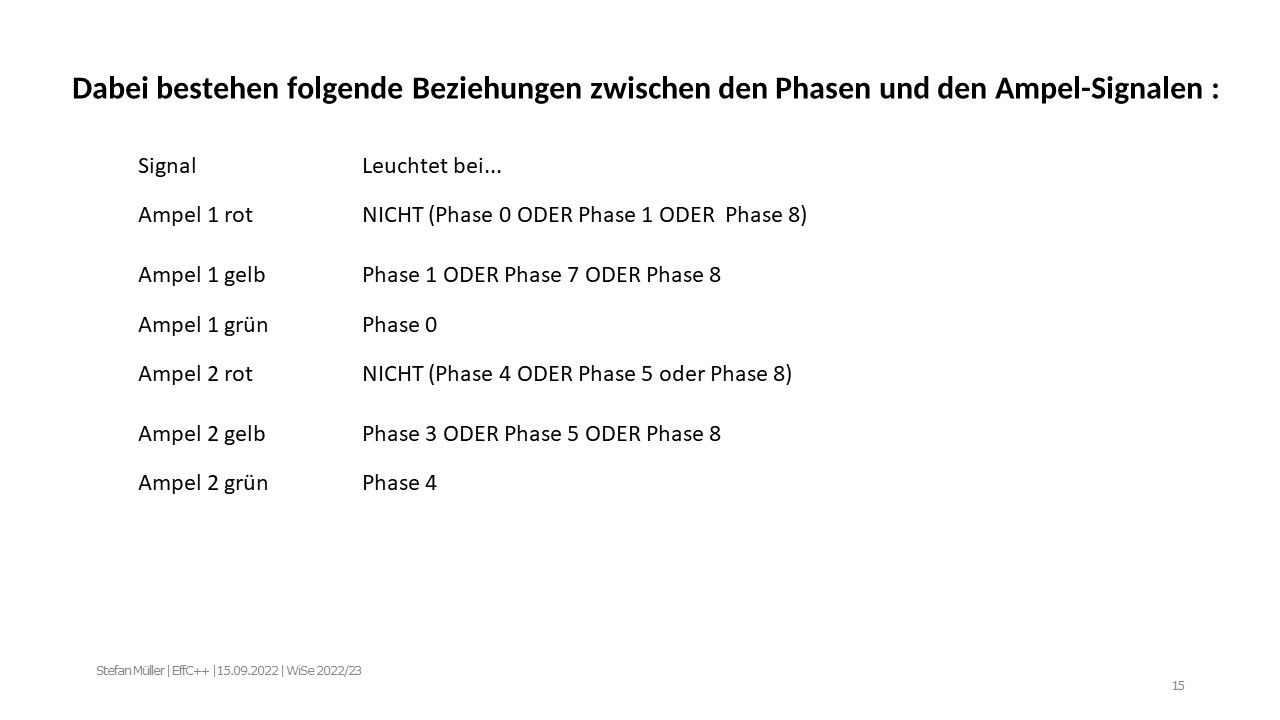 Dabei bestehen folgende Beziehungen zwischen den Phasen und den Ampel-Signalen :
Signal Leuchtet bei...
Ampel 1 rot NICHT (Phase 0 ODER Phase 1 ODER  Phase 8)
Ampel 1 gelb Phase 1 ODER Phase 7 ODER Phase 8
Ampel 1 grün Phase 0
Ampel 2 rot NICHT (Phase 4 ODER Phase 5 oder Phase 8)
Ampel 2 gelb Phase 3 ODER Phase 5 ODER Phase 8
Ampel 2 grün Phase 4
Stefan Müller | EffC++ |15.09.2022 | WiSe 2022/23
15